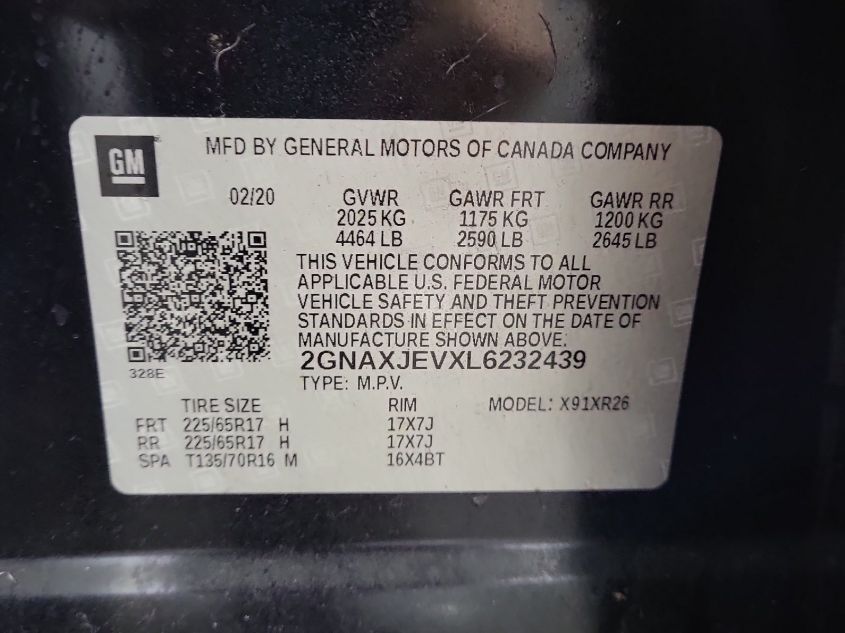 GM
MFD BY GENERAL MOTORS OF CANADA COMPANY
02/20 GVWR GAWR FRT GAWR RR
2025 KG 1175 KG 1200 KG
4464 LB 2590 LB 2645 LB
THIS VEHICLE CONFORMS TO ALL
APPLICABLE U.S. FEDERAL MOTOR
VEHICLE SAFETY AND THEFT PREVENTION
STANDARDS IN EFFECT ON THE DATE OF
MANUFACTURE SHOWN ABOVE.
2GNAXJEVXL6232439
328E
TYPE: M.P.V.
TIRE SIZE RIM MODEL: X91XR26
FRT 225/65R17 H 17X7J
RR 225/65R17 H 17X7J
SPA T135/70R16 M 16X4BT